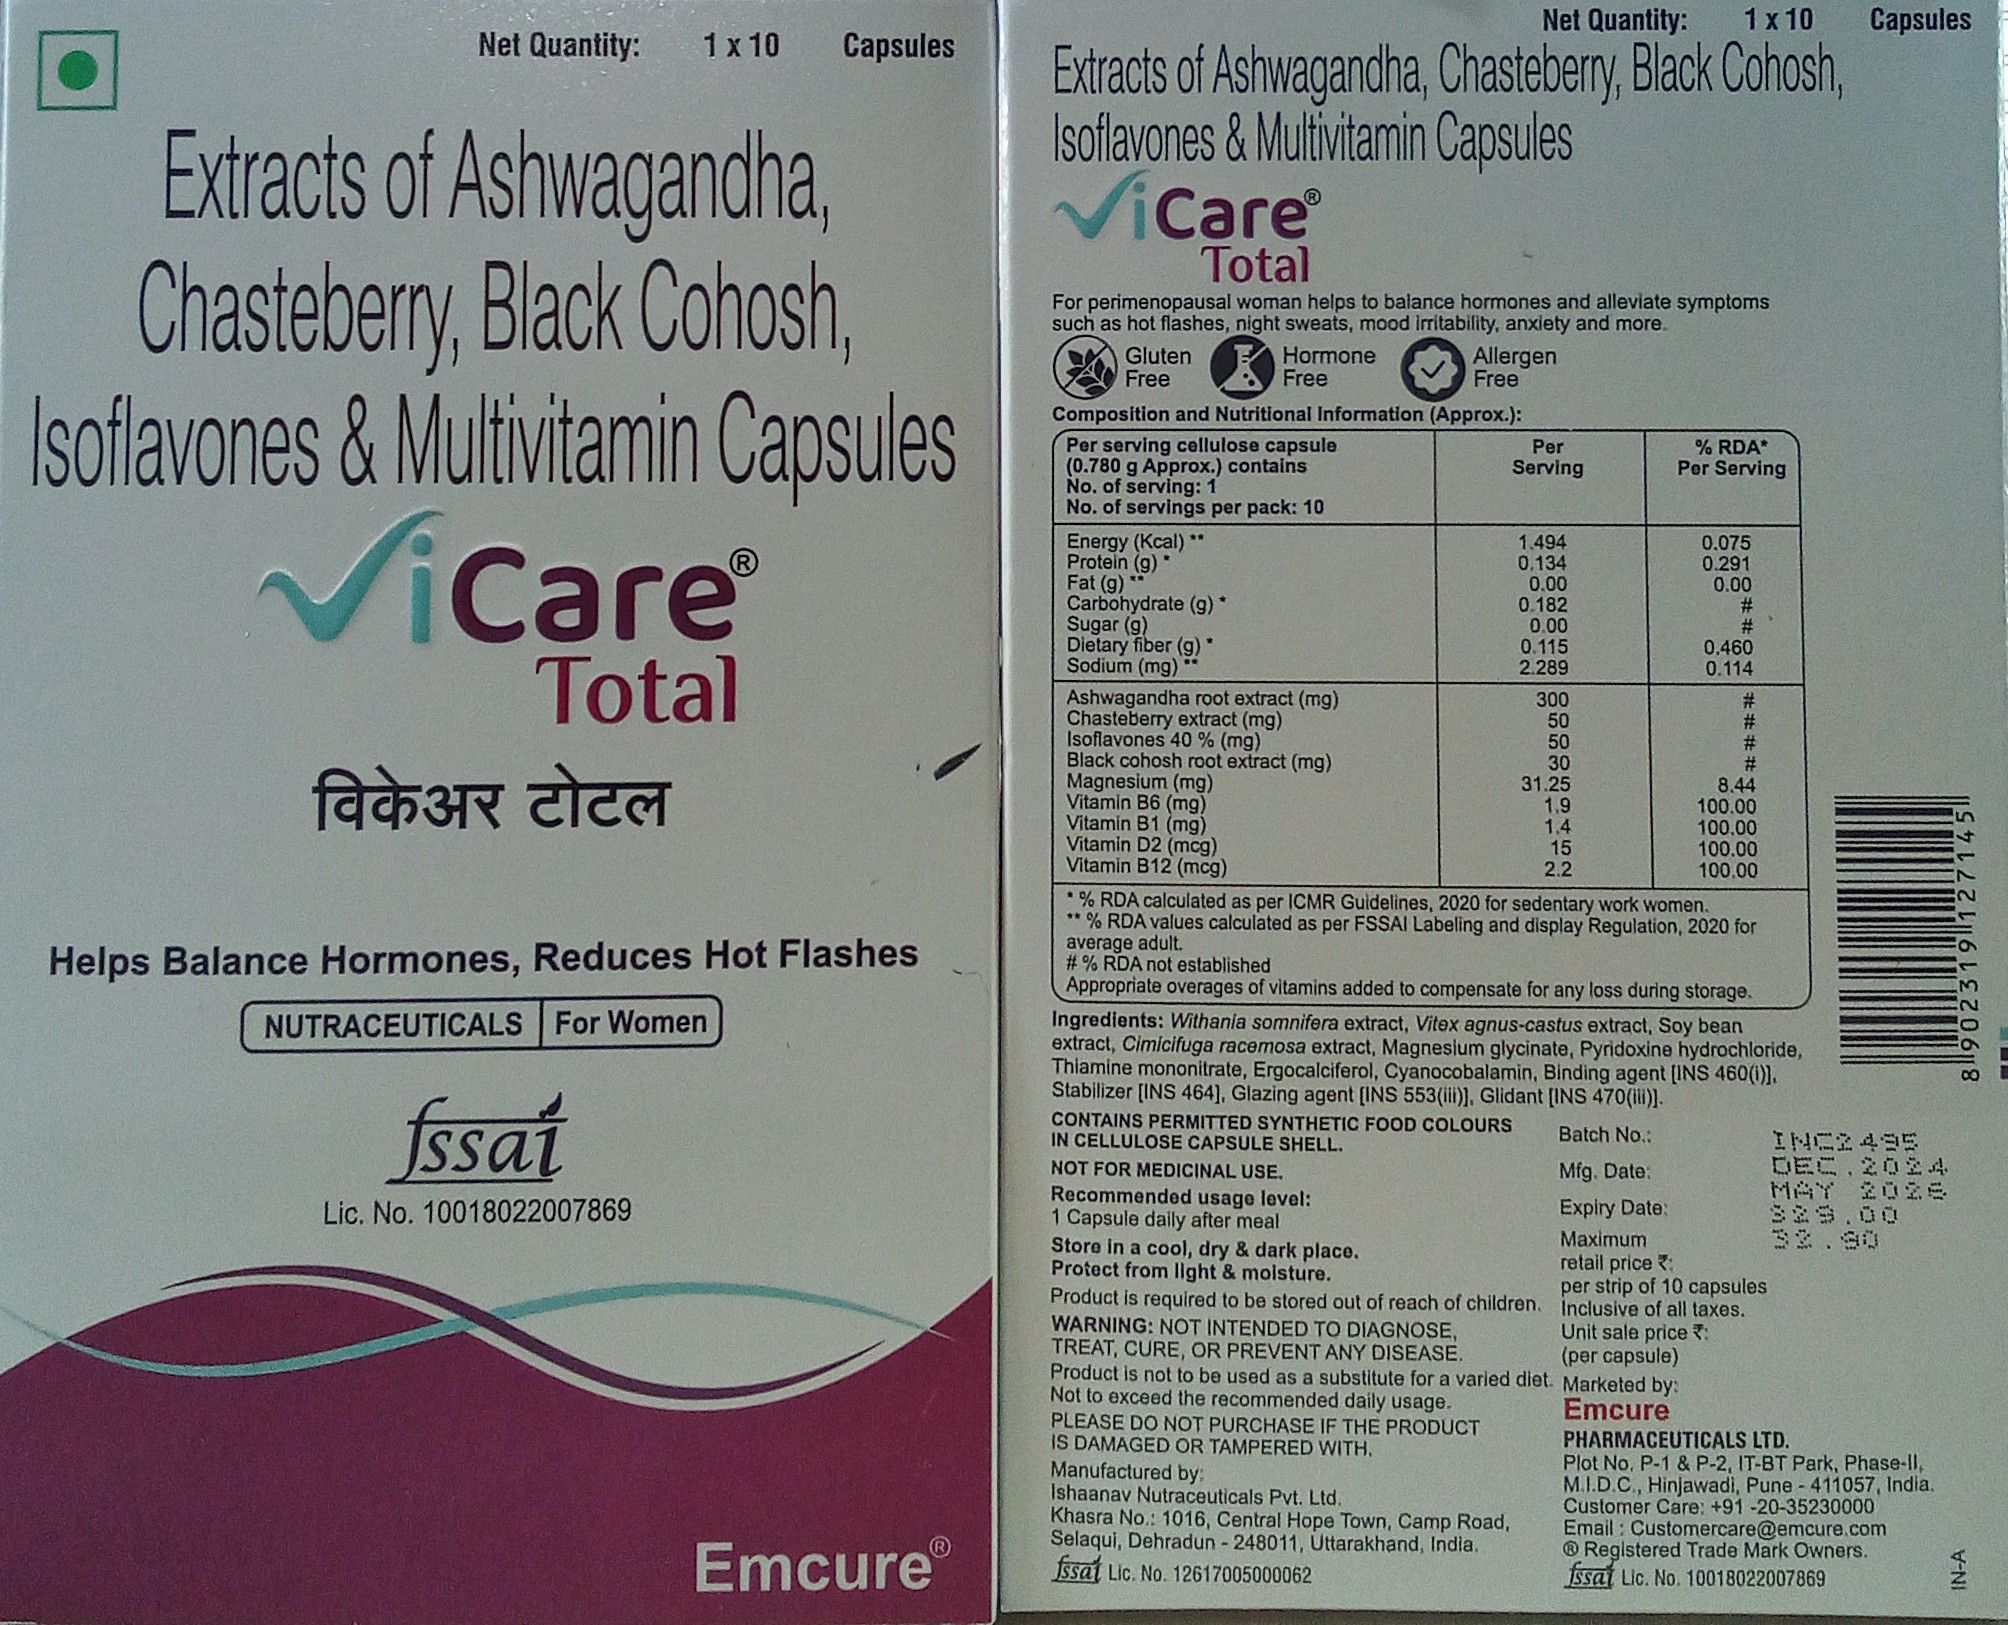 Net Quantity: 1 x 10 Capsules
Extracts of Ashwagandha,
Chasteberry, Black Cohosh,
Isoflavones & Multivitamin Capsules
ViCare®
Total
विकेअर टोटल
Helps Balance Hormones, Reduces Hot Flashes
NUTRACEUTICALS For Women
fssai
Lic. No. 10018022007869
Emcure®
Net Quantity: 1 x 10 Capsules
Extracts of Ashwagandha, Chasteberry, Black Cohosh,
Isoflavones & Multivitamin Capsules
ViCare®
Total
For perimenopausal woman helps to balance hormones and alleviate symptoms
such as hot flashes, night sweats, mood irritability, anxiety and more.
Gluten Free
Hormone Free
Allergen Free
Composition and Nutritional Information (Approx.):
Per serving cellulose capsule Per % RDA*
(0.780 g Approx.) contains Serving Per Serving
No. of serving: 1
No. of servings per pack: 10
Energy (Kcal) ** 1.494 0.075
Protein (g) * 0.134 0.291
Fat (g) ** 0.00 0.00
Carbohydrate (g) * 0.182 #
Sugar (g) 0.00 #
Dietary fiber (g) * 0.115 0.460
Sodium (mg) ** 2.289 0.114
Ashwagandha root extract (mg) 300 #
Chasteberry extract (mg) 50 #
Isoflavones 40 % (mg) 50 #
Black cohosh root extract (mg) 30 #
Magnesium (mg) 31.25 8.44
Vitamin B6 (mg) 1.9 100.00
Vitamin B1 (mg) 1.4 100.00
Vitamin D2 (mcg) 15 100.00
Vitamin B12 (mcg) 2.2 100.00
* % RDA calculated as per ICMR Guidelines, 2020 for sedentary work women.
** % RDA values calculated as per FSSAI Labeling and display Regulation, 2020 for
average adult.
# % RDA not established
Appropriate overages of vitamins added to compensate for any loss during storage.
Ingredients: Withania somnifera extract, Vitex agnus-castus extract, Soy bean
extract, Cimicifuga racemosa extract, Magnesium glycinate, Pyridoxine hydrochloride,
Thiamine mononitrate, Ergocalciferol, Cyanocobalamin, Binding agent [INS 460(i)],
Stabilizer [INS 464], Glazing agent [INS 553(iii)], Glidant [INS 470(iii)].
CONTAINS PERMITTED SYNTHETIC FOOD COLOURS
IN CELLULOSE CAPSULE SHELL.
NOT FOR MEDICINAL USE.
Recommended usage level:
1 Capsule daily after meal
Store in a cool, dry & dark place.
Protect from light & moisture.
Product is required to be stored out of reach of children.
WARNING: NOT INTENDED TO DIAGNOSE,
TREAT, CURE, OR PREVENT ANY DISEASE.
Product is not to be used as a substitute for a varied diet.
Not to exceed the recommended daily usage.
PLEASE DO NOT PURCHASE IF THE PRODUCT
IS DAMAGED OR TAMPERED WITH.
Manufactured by:
Ishaanav Nutraceuticals Pvt. Ltd.
Khasra No.: 1016, Central Hope Town, Camp Road,
Selaqui, Dehradun - 248011, Uttarakhand, India.
fssai Lic. No. 12617005000062
Batch No.:
Mfg. Date:
Expiry Date:
Maximum
retail price ₹:
per strip of 10 capsules
Inclusive of all taxes.
Unit sale price ₹:
(per capsule)
INC2495
DEC.2024
MAY 2026
329.00
32.90
Marketed by:
Emcure
PHARMACEUTICALS LTD.
Plot No. P-1 & P-2, IT-BT Park, Phase-II,
M.I.D.C., Hinjawadi, Pune - 411057, India.
Customer Care: +91 -20-35230000
Email : Customercare@emcure.com
® Registered Trade Mark Owners.
fssai Lic. No. 10018022007869
8 902319 127145
IN-A